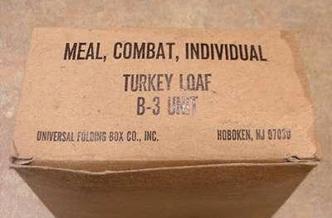 MEAL, COMBAT, INDIVIDUAL
TURKEY LOAF
B-3 UNIT
UNIVERSAL FOLDING BOX CO., INC. HOBOKEN, NJ 07030